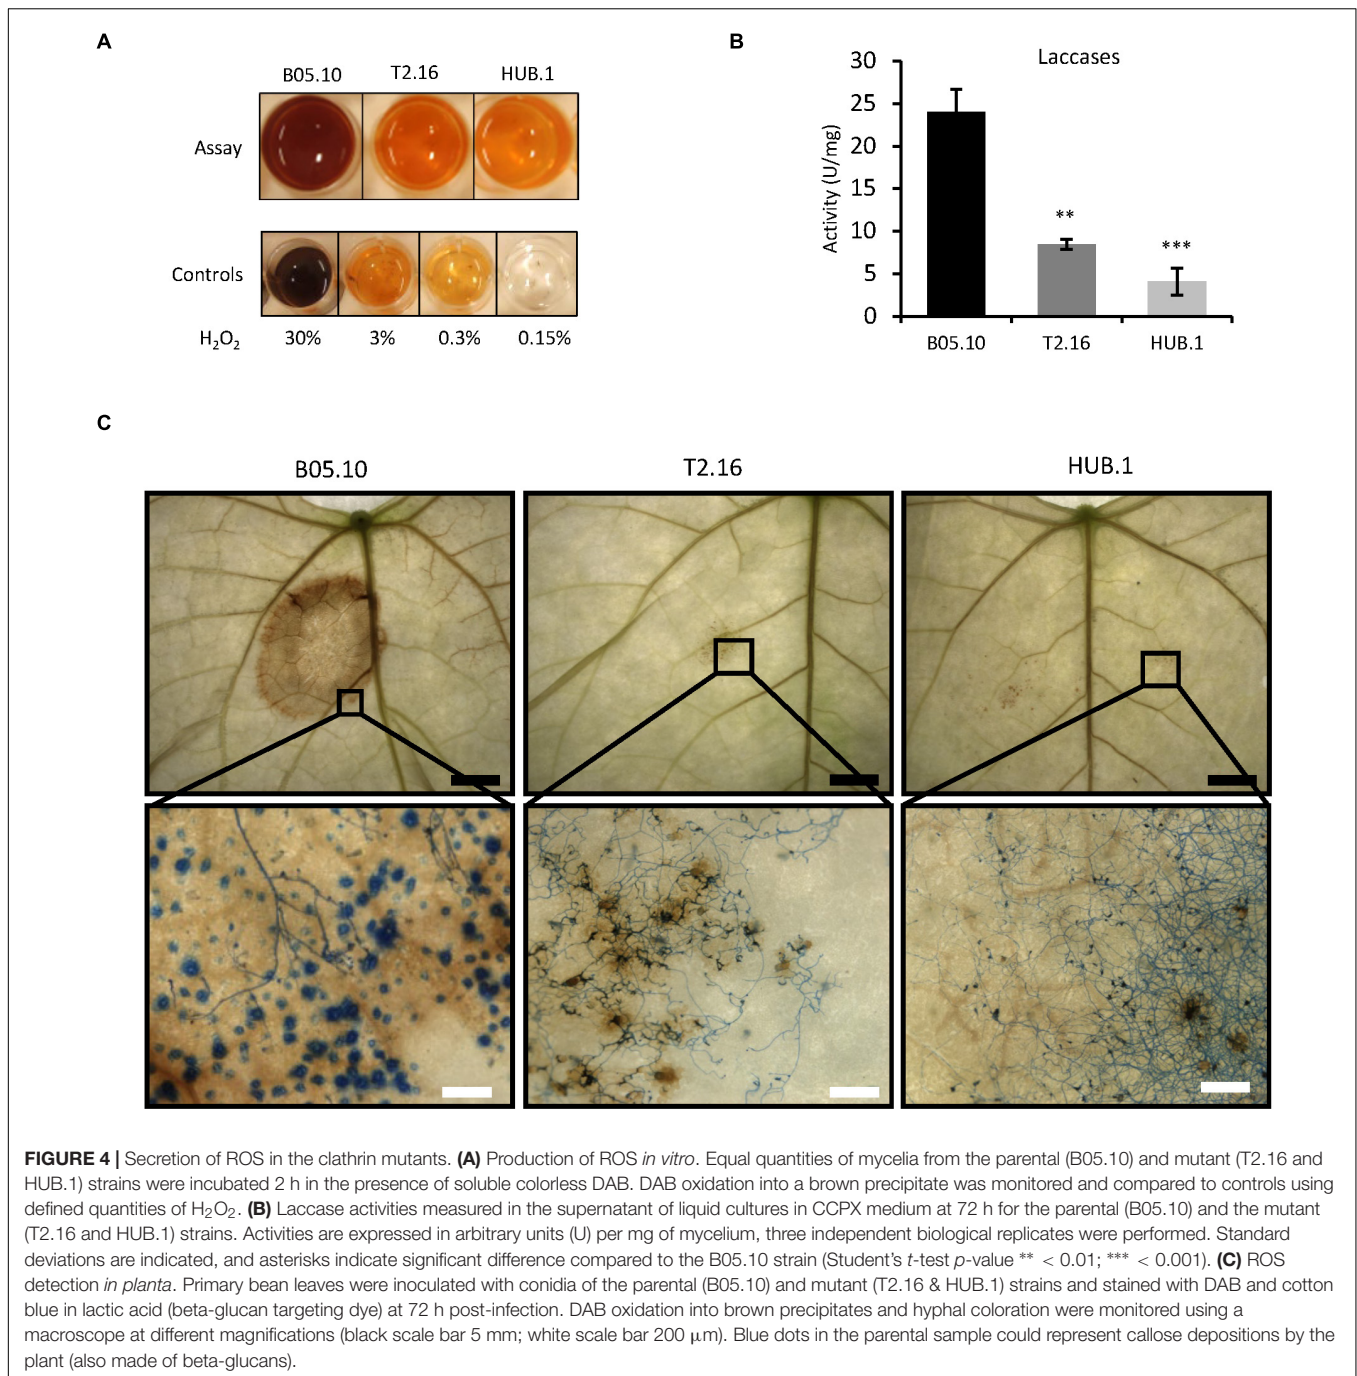 A
B05.10 T2.16 HUB.1
Assay
Controls
H₂O₂ 30% 3% 0.3% 0.15%
B
Laccases
Activity (U/mg)
30
25
20
15
10
5
0
**
***
B05.10 T2.16 HUB.1
C
B05.10 T2.16 HUB.1
FIGURE 4 | Secretion of ROS in the clathrin mutants. (A) Production of ROS in vitro. Equal quantities of mycelia from the parental (B05.10) and mutant (T2.16 and
HUB.1) strains were incubated 2 h in the presence of soluble colorless DAB. DAB oxidation into a brown precipitate was monitored and compared to controls using
defined quantities of H₂O₂. (B) Laccase activities measured in the supernatant of liquid cultures in CCPX medium at 72 h for the parental (B05.10) and the mutant
(T2.16 and HUB.1) strains. Activities are expressed in arbitrary units (U) per mg of mycelium, three independent biological replicates were performed. Standard
deviations are indicated, and asterisks indicate significant difference compared to the B05.10 strain (Student's t-test p-value ** < 0.01; *** < 0.001). (C) ROS
detection in planta. Primary bean leaves were inoculated with conidia of the parental (B05.10) and mutant (T2.16 & HUB.1) strains and stained with DAB and cotton
blue in lactic acid (beta-glucan targeting dye) at 72 h post-infection. DAB oxidation into brown precipitates and hyphal coloration were monitored using a
macroscope at different magnifications (black scale bar 5 mm; white scale bar 200 μm). Blue dots in the parental sample could represent callose depositions by the
plant (also made of beta-glucans).